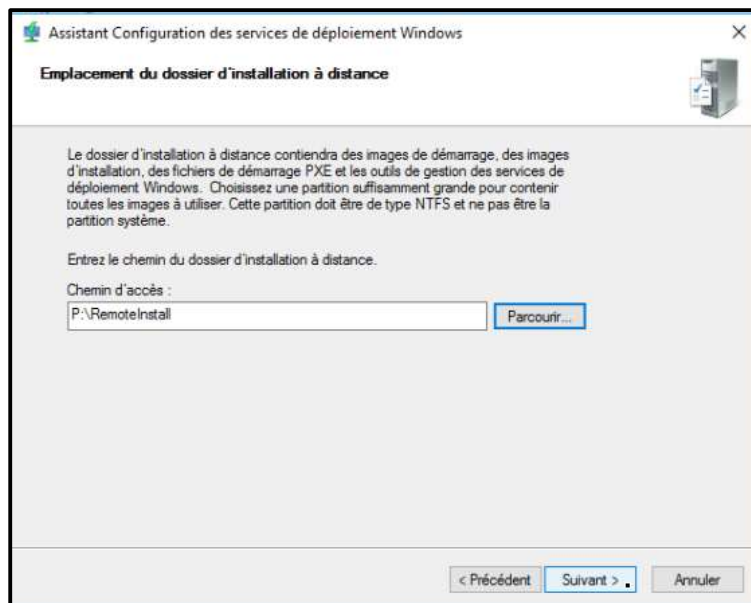 Assistant Configuration des services de déploiement Windows
Emplacement du dossier d'installation à distance
Le dossier d'installation à distance contiendra des images de démarrage, des images
d'installation, des fichiers de démarrage PXE et les outils de gestion des services de
déploiement Windows. Choisissez une partition suffisamment grande pour contenir
toutes les images à utiliser. Cette partition doit être de type NTFS et ne pas être la
partition système.
Entrez le chemin du dossier d'installation à distance.
Chemin d'accès :
P:\RemoteInstall
Parcourir...
< Précédent
Suivant >
Annuler